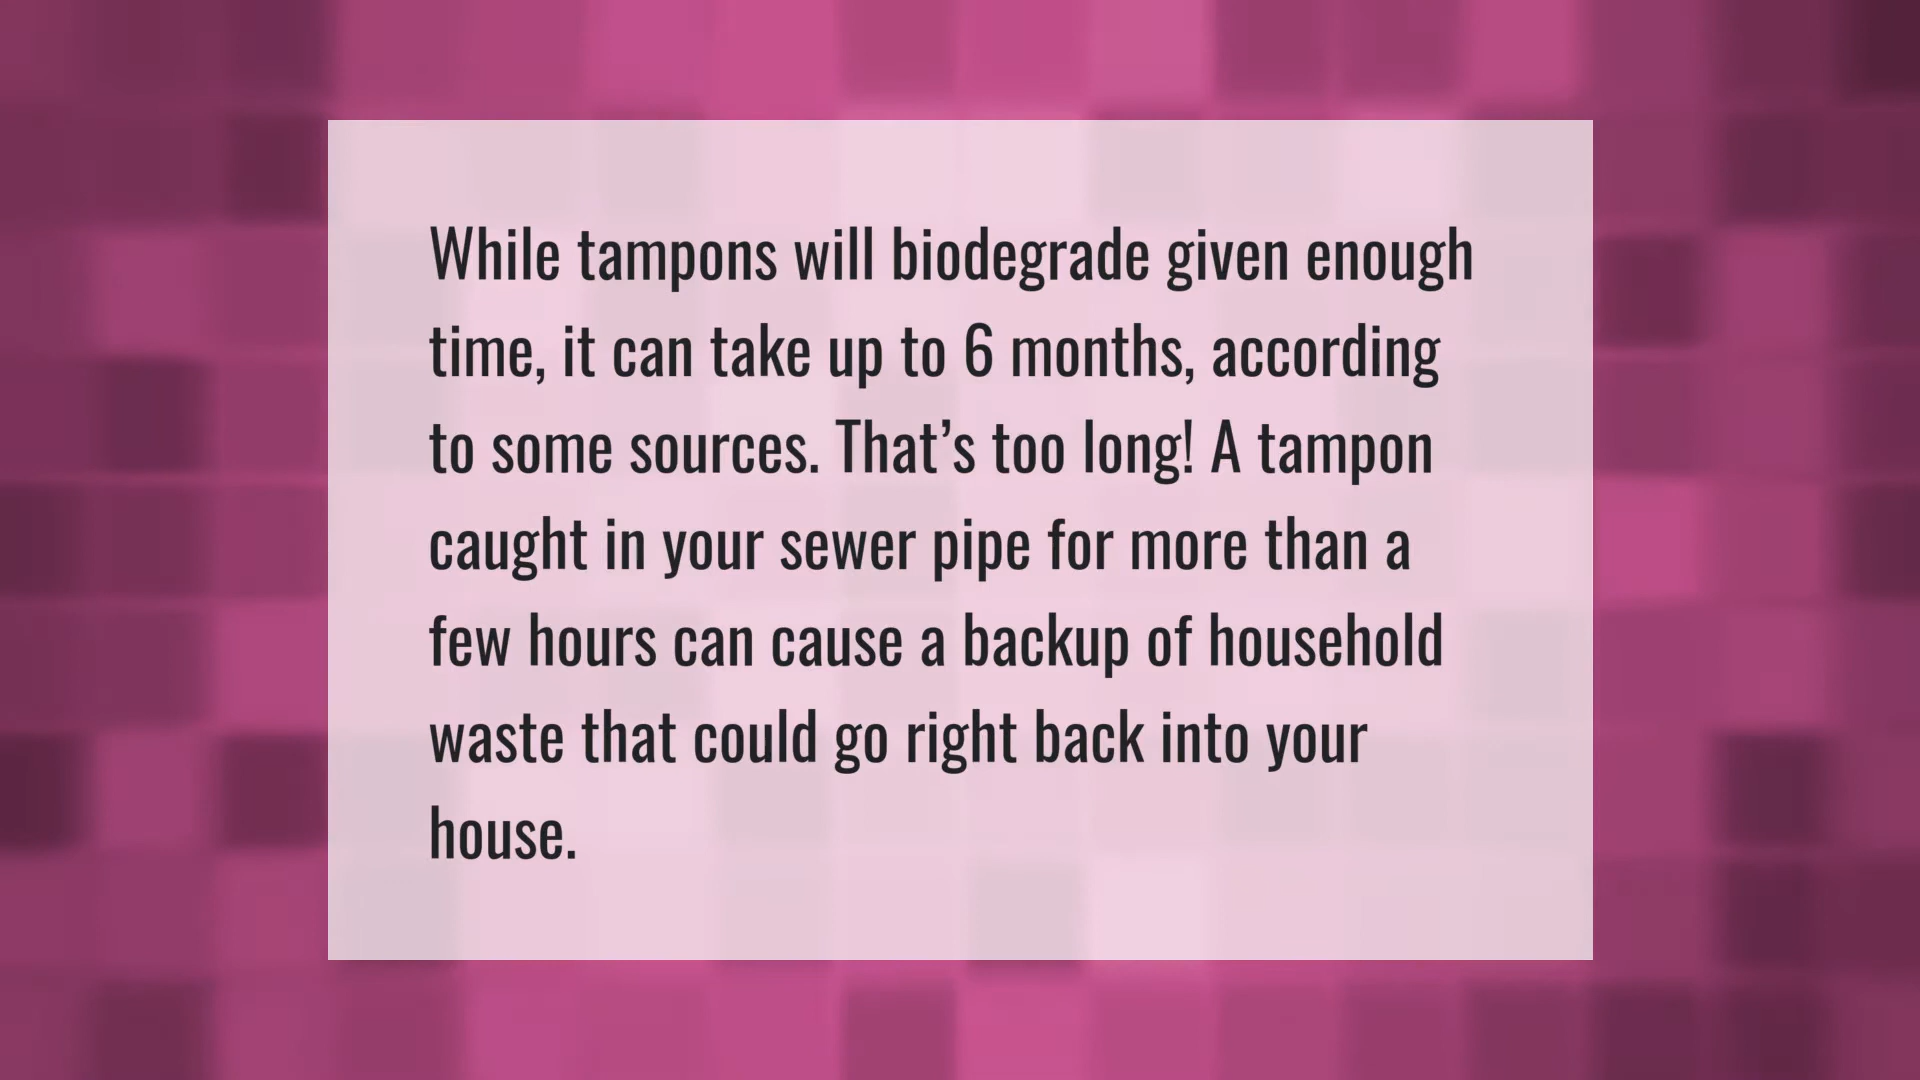 While tampons will biodegrade given enough
time, it can take up to 6 months, according
to some sources. That’s too long! A tampon
caught in your sewer pipe for more than a
few hours can cause a backup of household
waste that could go right back into your
house.